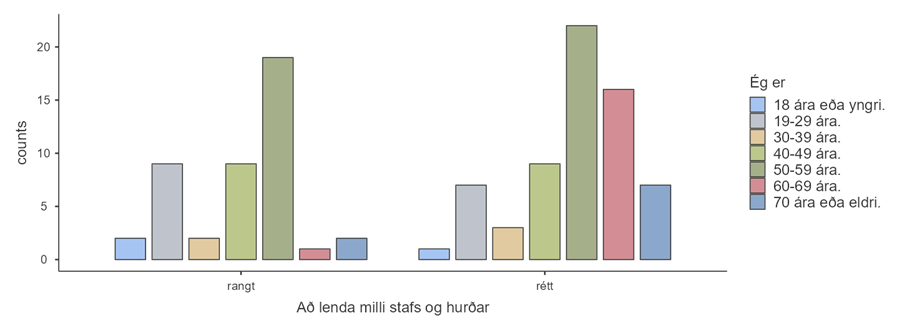 counts
20
15
10
5
0
rangt
rétt
Að lenda milli stafs og hurðar
Ég er
18 ára eða yngri.
19-29 ára.
30-39 ára.
40-49 ára.
50-59 ára.
60-69 ára.
70 ára eða eldri.